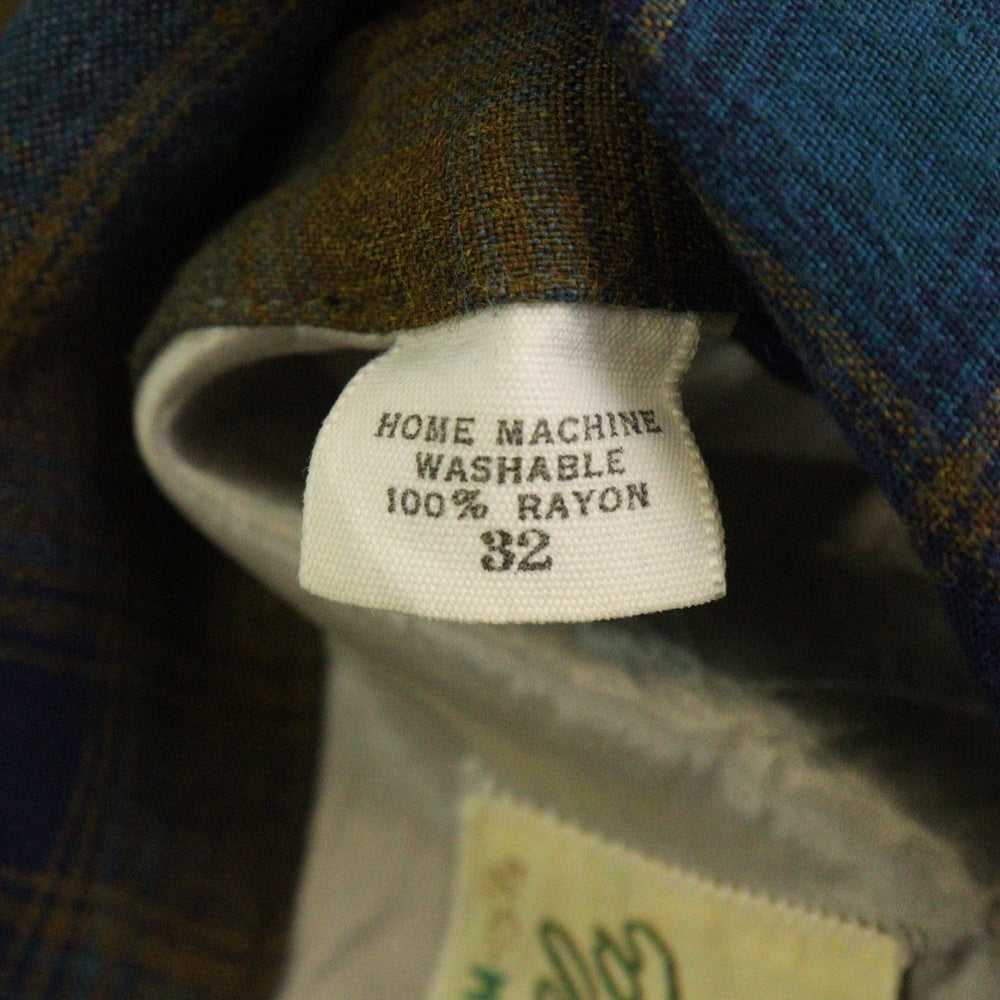 HOME MACHINE
WASHABLE
100% RAYON
32